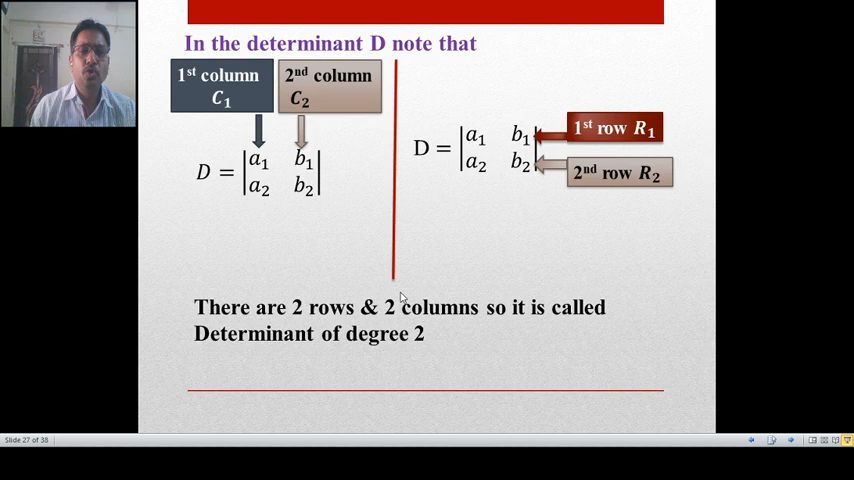 In the determinant D note that
1st column
C₁
2nd column
C₂
D = |a₁ b₁|
|a₂ b₂|
D = |a₁ b₁|
|a₂ b₂|
1st row R₁
2nd row R₂
There are 2 rows & 2 columns so it is called
Determinant of degree 2
Slide 27 of 38